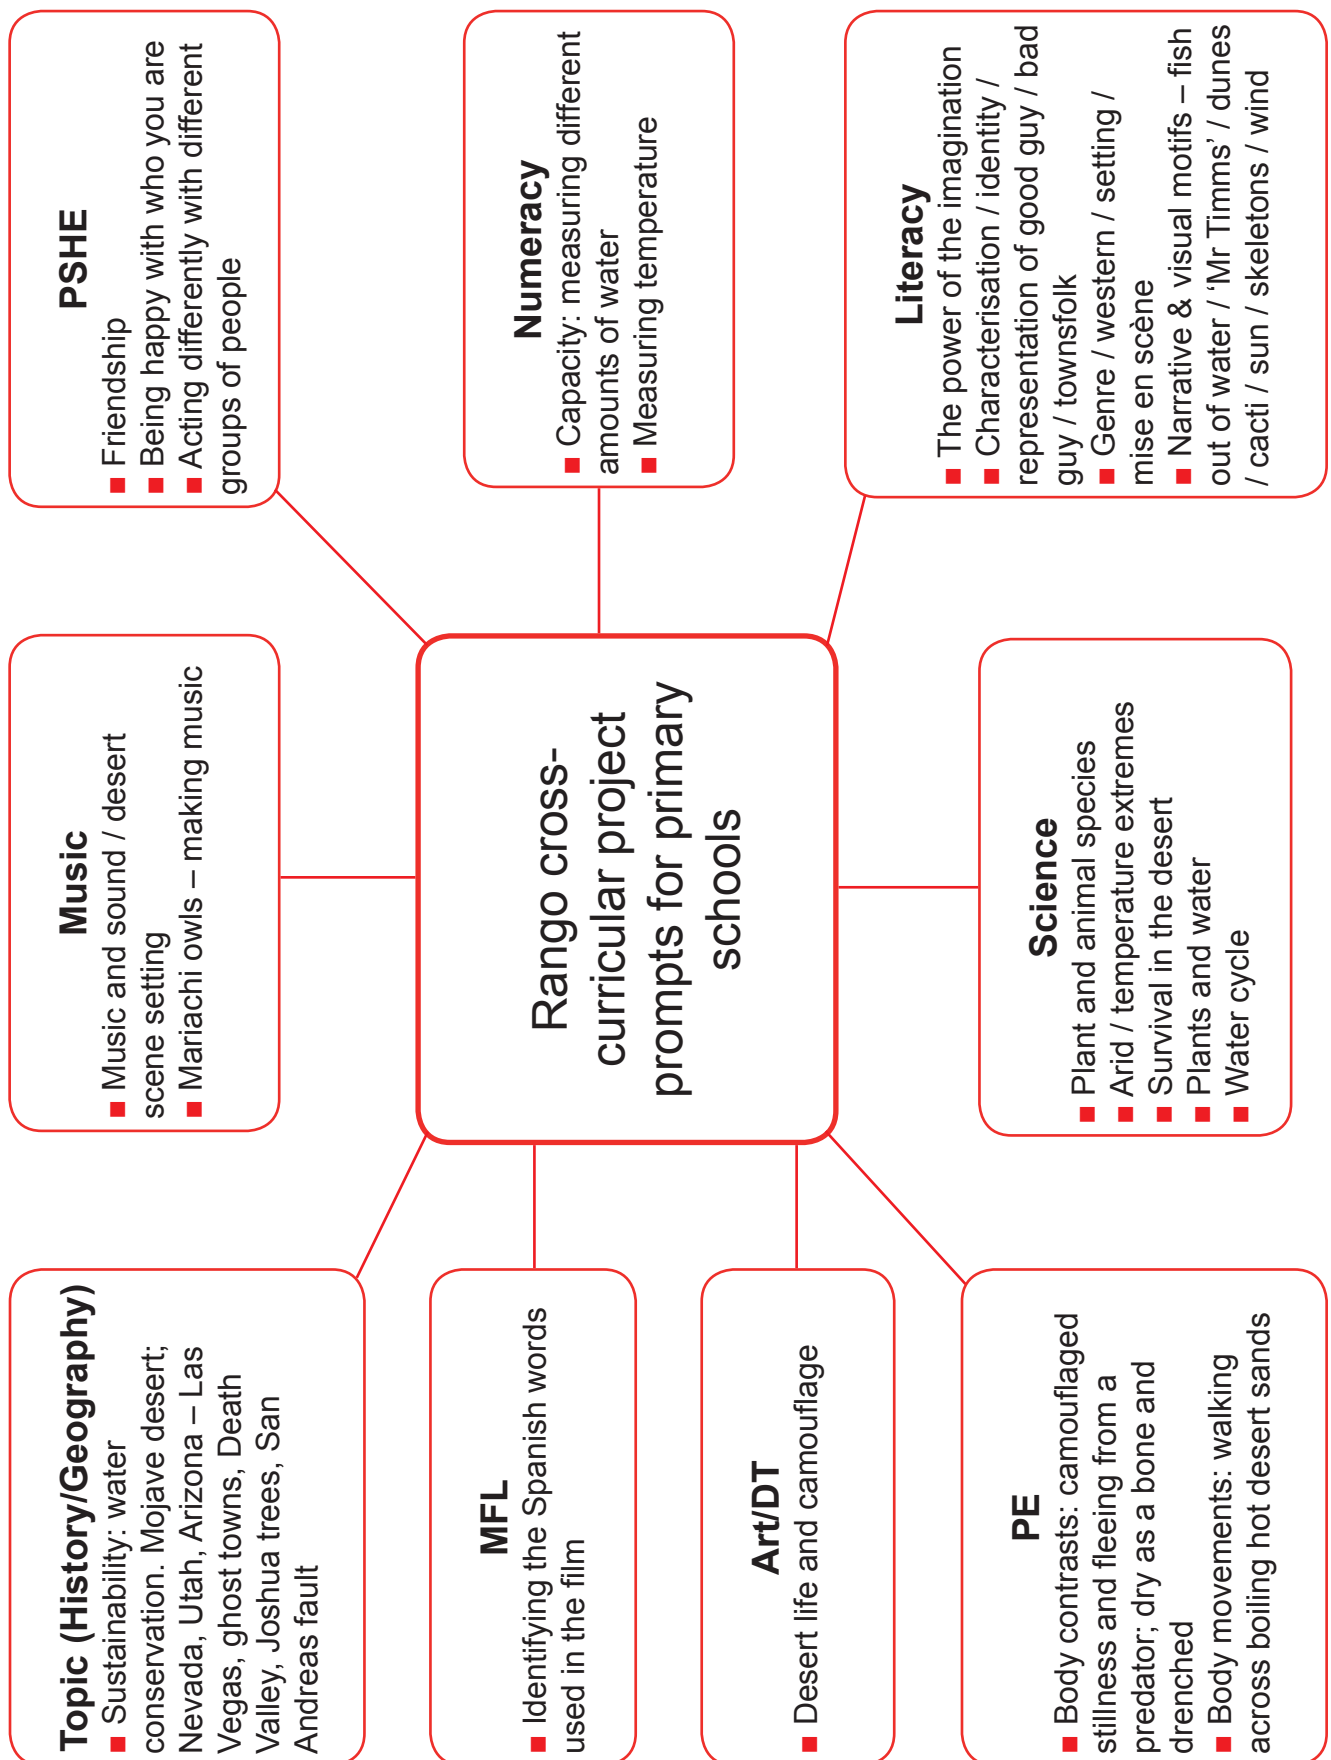 Topic (History/Geography)
■ Sustainability: water
conservation. Mojave desert;
Nevada, Utah, Arizona – Las
Vegas, ghost towns, Death
Valley, Joshua trees, San
Andreas fault
Music
■ Music and sound / desert
scene setting
■ Mariachi owls – making music
PSHE
■ Friendship
■ Being happy with who you are
■ Acting differently with different
groups of people
MFL
■ Identifying the Spanish words
used in the film
Rango cross-
curricular project
prompts for primary
schools
Numeracy
■ Capacity: measuring different
amounts of water
■ Measuring temperature
Art/DT
■ Desert life and camouflage
PE
■ Body contrasts: camouflaged
stillness and fleeing from a
predator; dry as a bone and
drenched
■ Body movements: walking
across boiling hot desert sands
Science
■ Plant and animal species
■ Arid / temperature extremes
■ Survival in the desert
■ Plants and water
■ Water cycle
Literacy
■ The power of the imagination
■ Characterisation / identity /
representation of good guy / bad
guy / townsfolk
■ Genre / western / setting /
mise en scène
■ Narrative & visual motifs – fish
out of water / ‘Mr Timms’ / dunes
/ cacti / sun / skeletons / wind